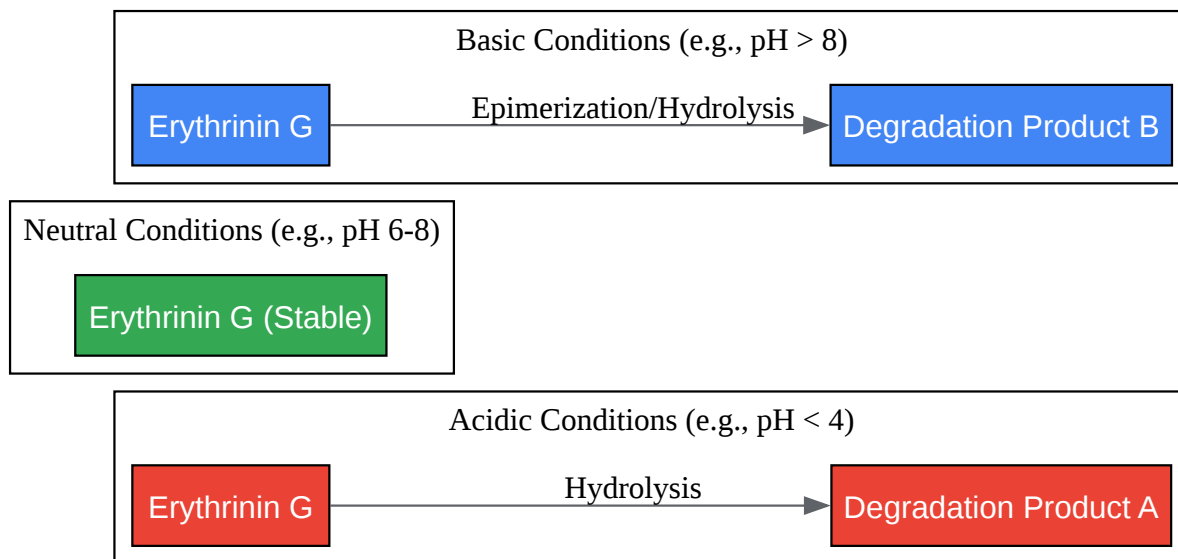 Basic Conditions (e.g., pH > 8)
Erythrinin G
Epimerization/Hydrolysis
Degradation Product B
Neutral Conditions (e.g., pH 6-8)
Erythrinin G (Stable)
Acidic Conditions (e.g., pH < 4)
Erythrinin G
Hydrolysis
Degradation Product A